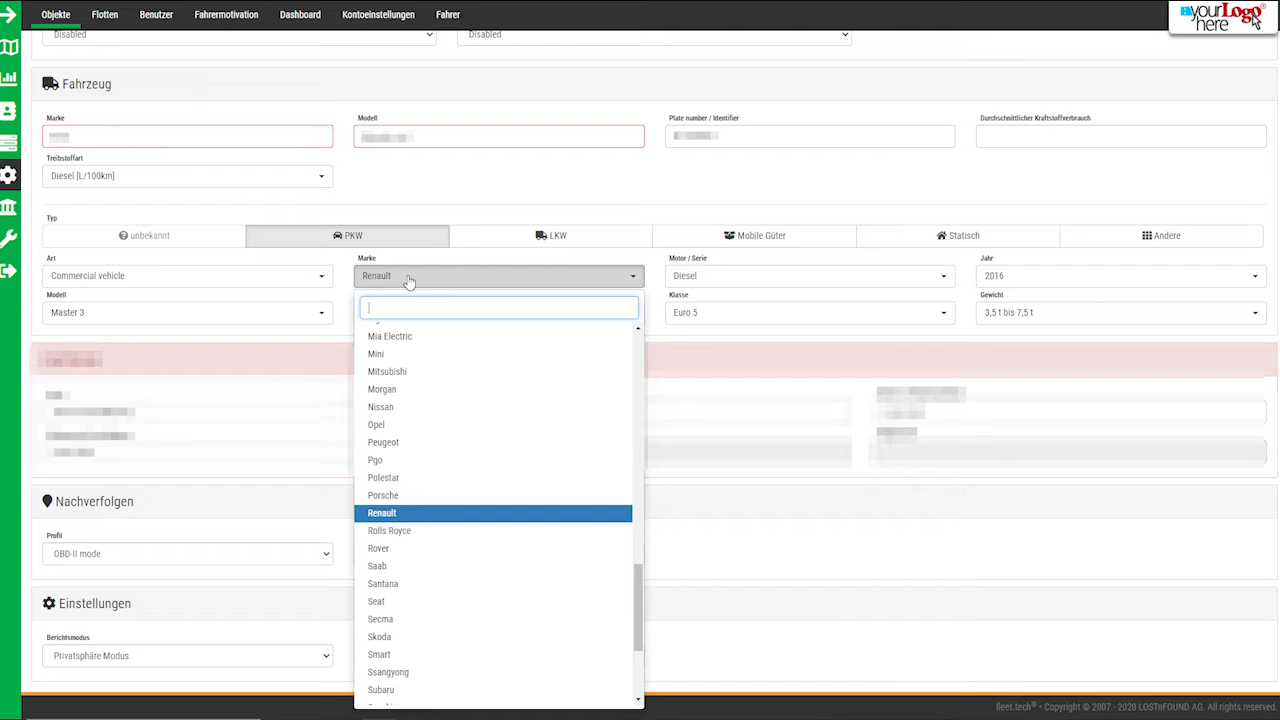 Objekte Flotten Benutzer Fahrermotivation Dashboard Kontoeinstellungen Fahrer
yourLogo®
here
Disabled Disabled
Fahrzeug
Marke Modell Plate number / Identifier Durchschnittlicher Kraftstoffverbrauch
Treibstoffart
Diesel [L/100km]
Typ
unbekannt PKW LKW Mobile Güter Statisch Andere
Art Marke Motor / Serie Jahr
Commercial vehicle Renault Diesel 2016
Modell Klasse Gewicht
Master 3 Euro 5 3,5 t bis 7,5 t
Mia Electric
Mini
Mitsubishi
Morgan
Nissan
Opel
Peugeot
Pgo
Polestar
Porsche
Renault
Rolls Royce
Rover
Saab
Santana
Seat
Secma
Skoda
Smart
Ssangyong
Subaru
Nachverfolgen
Profil
OBD-II mode
Einstellungen
Berichtsmodus
Privatsphäre Modus
fleet.tech® • Copyright © 2007 - 2020 LOSTnFOUND AG. All rights reserved.